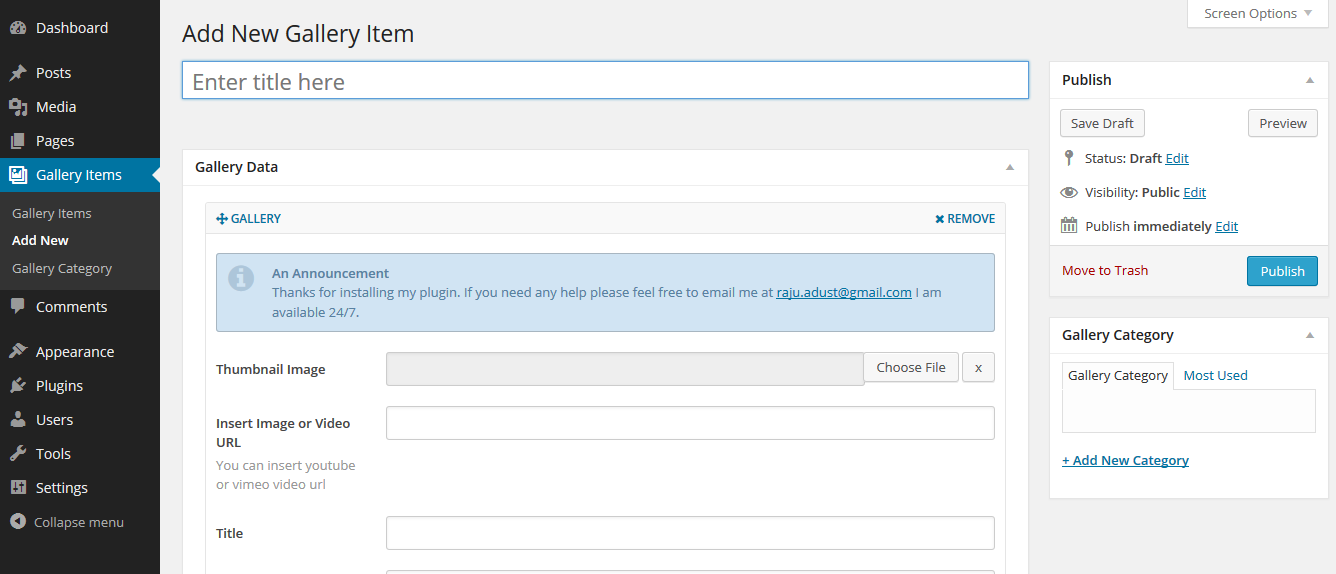 Dashboard
Posts
Media
Pages
Gallery Items
Gallery Items
Add New
Gallery Category
Comments
Appearance
Plugins
Users
Tools
Settings
Collapse menu
Screen Options
Add New Gallery Item
Enter title here
Gallery Data
GALLERY
REMOVE
An Announcement
Thanks for installing my plugin. If you need any help please feel free to email me at raju.adust@gmail.com I am
available 24/7.
Thumbnail Image
Choose File
x
Insert Image or Video
URL
You can insert youtube
or vimeo video url
Title
Publish
Save Draft
Preview
Status: Draft Edit
Visibility: Public Edit
Publish immediately Edit
Move to Trash
Publish
Gallery Category
Gallery Category
Most Used
+ Add New Category